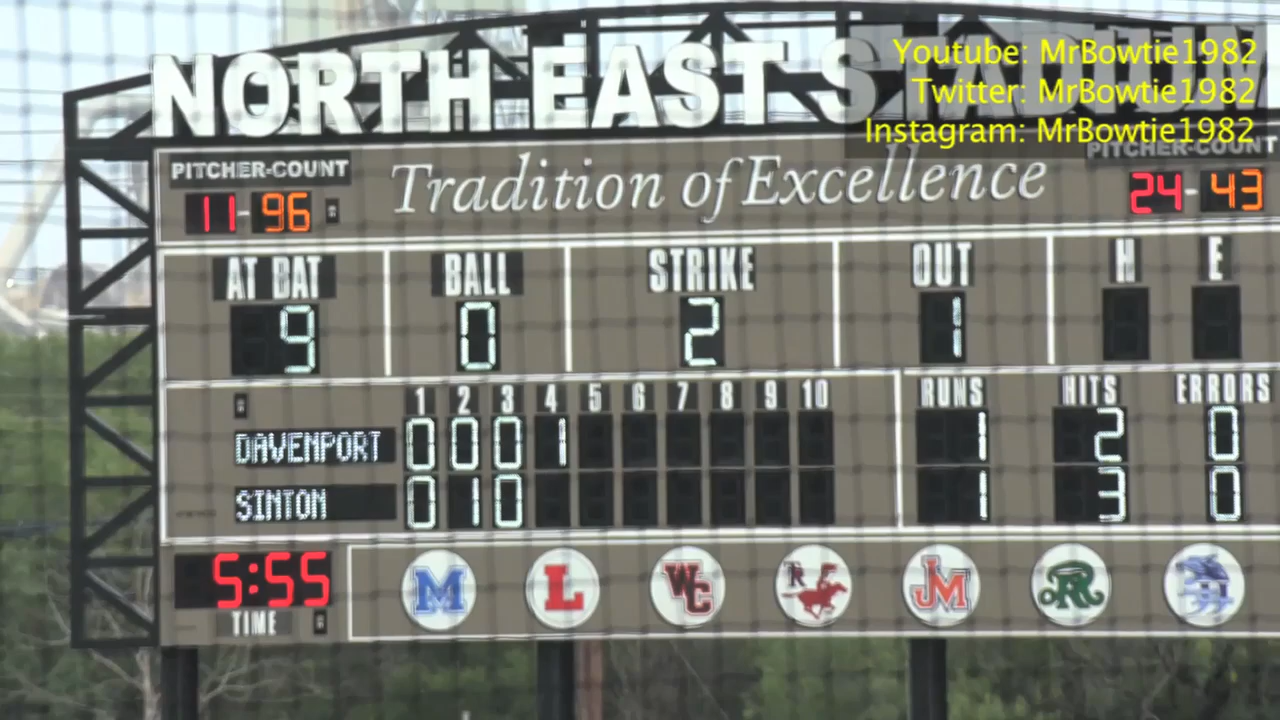 Youtube: MrBowtie1982
Twitter: MrBowtie1982
Instagram: MrBowtie1982
NORTH EAST STADIUM
PITCHER-COUNT
Tradition of Excellence
PITCHER-COUNT
11-96
24-43
AT BAT BALL STRIKE OUT H E
9 0 2 1
1 2 3 4 5 6 7 8 9 10 RUNS HITS ERRORS
DAVENPORT 0 0 0 1 1 2 0
SINTON 0 1 0 1 3 0
5:55
TIME
M L WC R JM RR